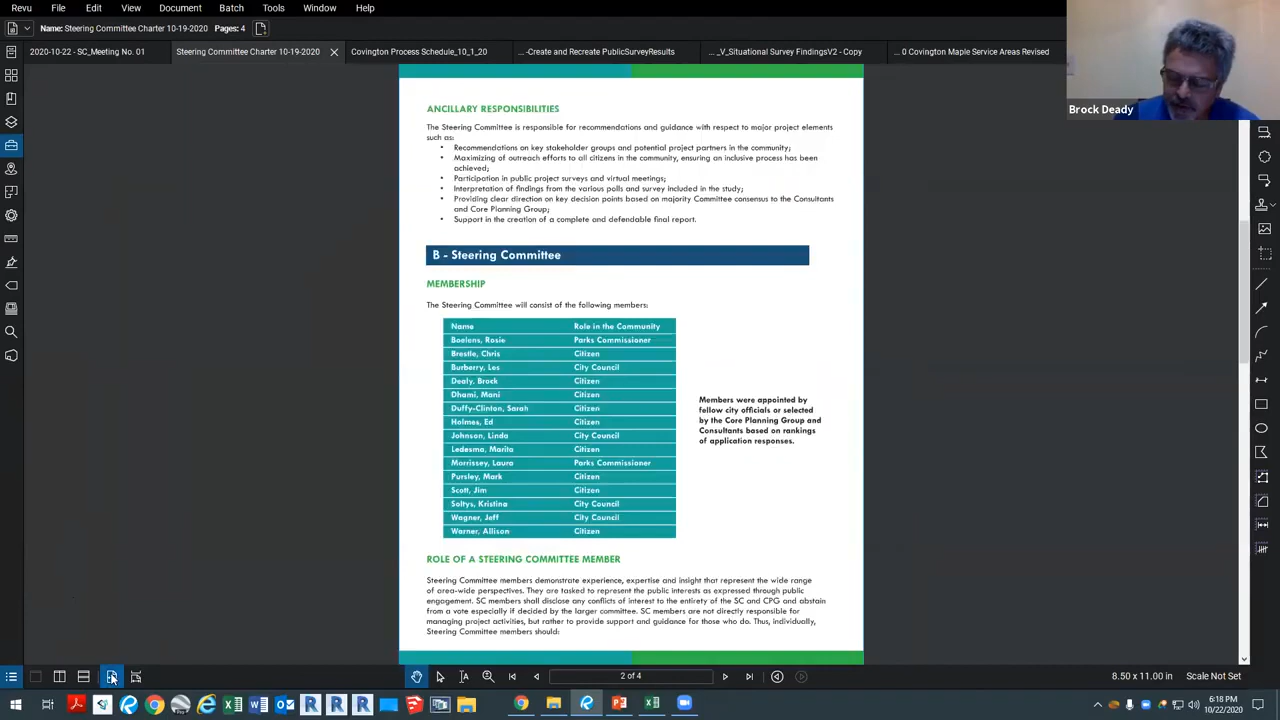 Revu File Edit View Document Batch Tools Window Help
Name: Steering Committee Charter 10-19-2020 Pages: 4
2020-10-22 - SC_Meeting No. 01 Steering Committee Charter 10-19-2020 Covington Process Schedule_10_1_20 ...-Create and Recreate PublicSurveyResults ..._V_Situational Survey FindingsV2 - Copy ...0 Covington Maple Service Areas Revised
Brock Deady
ANCILLARY RESPONSIBILITIES
The Steering Committee is responsible for recommendations and guidance with respect to major project elements
such as:
• Recommendations on key stakeholder groups and potential project partners in the community;
• Maximizing of outreach efforts to all citizens in the community, ensuring an inclusive process has been
achieved;
• Participation in public project surveys and virtual meetings;
• Interpretation of findings from the various polls and survey included in the study;
• Providing clear direction on key decision points based on majority Committee consensus to the Consultants
and Core Planning Group;
• Support in the creation of a complete and defendable final report.
B - Steering Committee
MEMBERSHIP
The Steering Committee will consist of the following members:
Name Role in the Community
Boelens, Rosie Parks Commissioner
Brestle, Chris Citizen
Burberry, Les City Council
Dealy, Brock Citizen
Dhami, Mani Citizen
Duffy-Clinton, Sarah Citizen
Holmes, Ed Citizen
Johnson, Linda City Council
Ledesma, Marita Citizen
Morrissey, Laura Parks Commissioner
Pursley, Mark Citizen
Scott, Jim Citizen
Soltys, Kristina City Council
Wagner, Jeff City Council
Warner, Allison Citizen
Members were appointed by
fellow city officials or selected
by the Core Planning Group and
Consultants based on rankings
of application responses.
ROLE OF A STEERING COMMITTEE MEMBER
Steering Committee members demonstrate experience, expertise and insight that represent the wide range
of area-wide perspectives. They are tasked to represent the public interests as expressed through public
engagement. SC members shall disclose any conflicts of interest to the entirety of the SC and CPG and abstain
from a vote especially if decided by the larger committee. SC members are not directly responsible for
managing project activities, but rather to provide support and guidance for those who do. Thus, individually,
Steering Committee members should:
2 of 4
8.50 x 11.00 in Scale Not Set
6:18 PM
10/22/2020